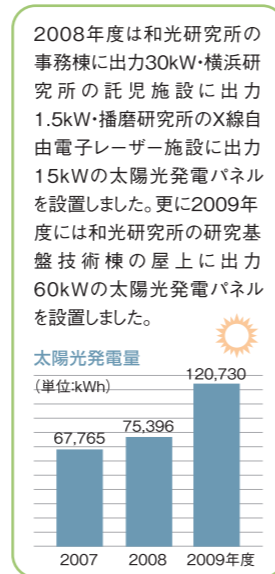 2008年度は和光研究所の
事務棟に出力30kW・横浜研
究所の託児施設に出力
1.5kW・播磨研究所のX線自
由電子レーザー施設に出力
15kWの太陽光発電パネル
を設置しました。更に2009年
度には和光研究所の研究基
盤技術棟の屋上に出力
60kWの太陽光発電パネル
を設置しました。
太陽光発電量
（単位:kWh）
120,730
75,396
67,765
2007 2008 2009年度